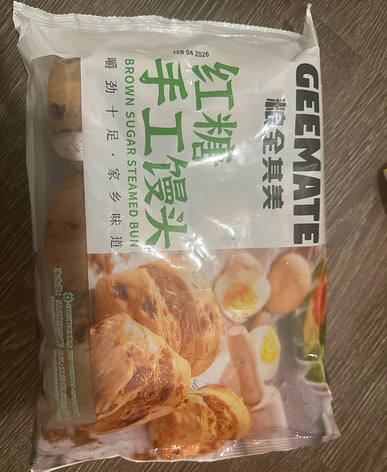 GEEMATE
粮全其美
FEB 04 2026
红糖
手工馒头
BROWN SUGAR STEAMED BUN
嚼劲十足·家乡味道